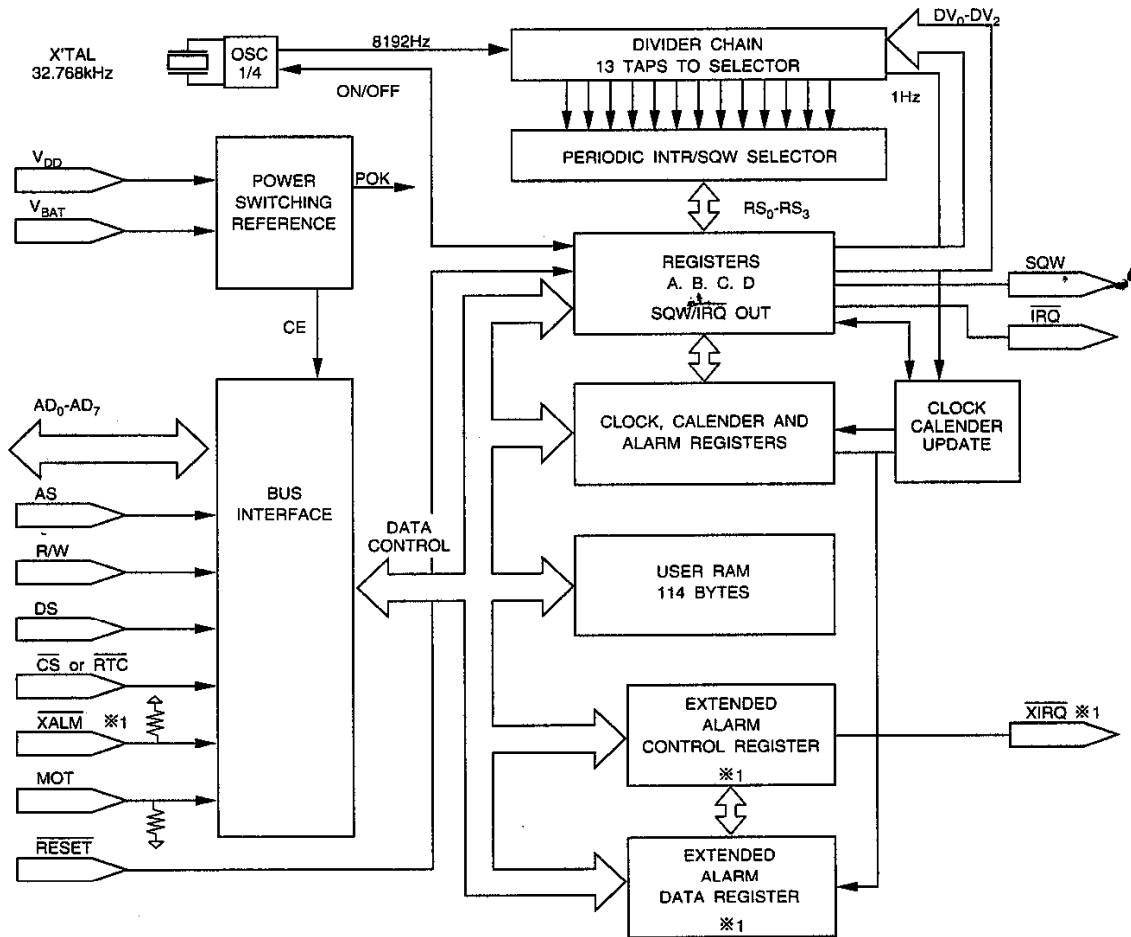 X'TAL
32.768kHz
OSC
1/4
8192Hz
ON/OFF
DIVIDER CHAIN
13 TAPS TO SELECTOR
DV0-DV2
1Hz
PERIODIC INTR/SQW SELECTOR
RS0-RS3
VDD
VBAT
POWER
SWITCHING
REFERENCE
POK
CE
REGISTERS
A. B. C. D
SQW/IRQ OUT
SQW
IRQ
AD0-AD7
CLOCK, CALENDER AND
ALARM REGISTERS
CLOCK
CALENDER
UPDATE
BUS
INTERFACE
AS
R/W
DS
CS or RTC
XALM ※1
MOT
RESET
DATA
CONTROL
USER RAM
114 BYTES
EXTENDED
ALARM
CONTROL REGISTER
※1
XIRQ ※1
EXTENDED
ALARM
DATA REGISTER
※1